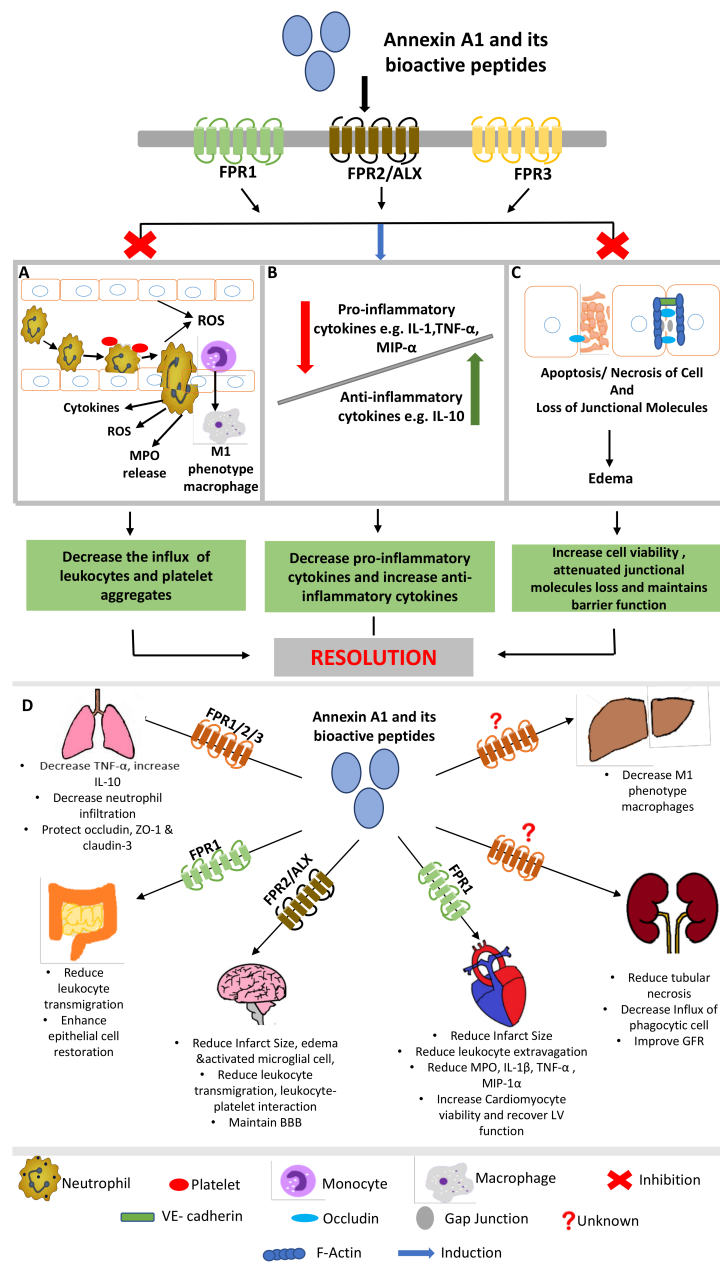 Annexin A1 and its
bioactive peptides
FPR1
FPR2/ALX
FPR3
A
ROS
Cytokines
ROS
MPO
release
M1
phenotype
macrophage
B
Pro-inflammatory
cytokines e.g. IL-1,TNF-α,
MIP-α
Anti-inflammatory
cytokines e.g. IL-10
C
Apoptosis/ Necrosis of Cell
And
Loss of Junctional Molecules
Edema
Decrease the influx of
leukocytes and platelet
aggregates
Decrease pro-inflammatory
cytokines and increase anti-
inflammatory cytokines
Increase cell viability ,
attenuated junctional
molecules loss and maintains
barrier function
RESOLUTION
D
FPR1/2/3
Annexin A1 and its
bioactive peptides
?
• Decrease TNF-α, increase
IL-10
• Decrease neutrophil
infiltration
• Protect occludin, ZO-1 &
claudin-3
• Decrease M1
phenotype
macrophages
FPR1
FPR2/ALX
FPR1
?
• Reduce
leukocyte
transmigration
• Enhance
epithelial cell
restoration
• Reduce Infarct Size, edema
&activated microglial cell,
• Reduce leukocyte
transmigration, leukocyte-
platelet interaction
• Maintain BBB
• Reduce Infarct Size
• Reduce leukocyte extravagation
• Reduce MPO, IL-1β, TNF-α ,
MIP-1α
• Increase Cardiomyocyte
viability and recover LV
function
• Reduce tubular
necrosis
• Decrease Influx of
phagocytic cell
• Improve GFR
Neutrophil
Platelet
Monocyte
Macrophage
Inhibition
VE- cadherin
Occludin
Gap Junction
?Unknown
F-Actin
Induction